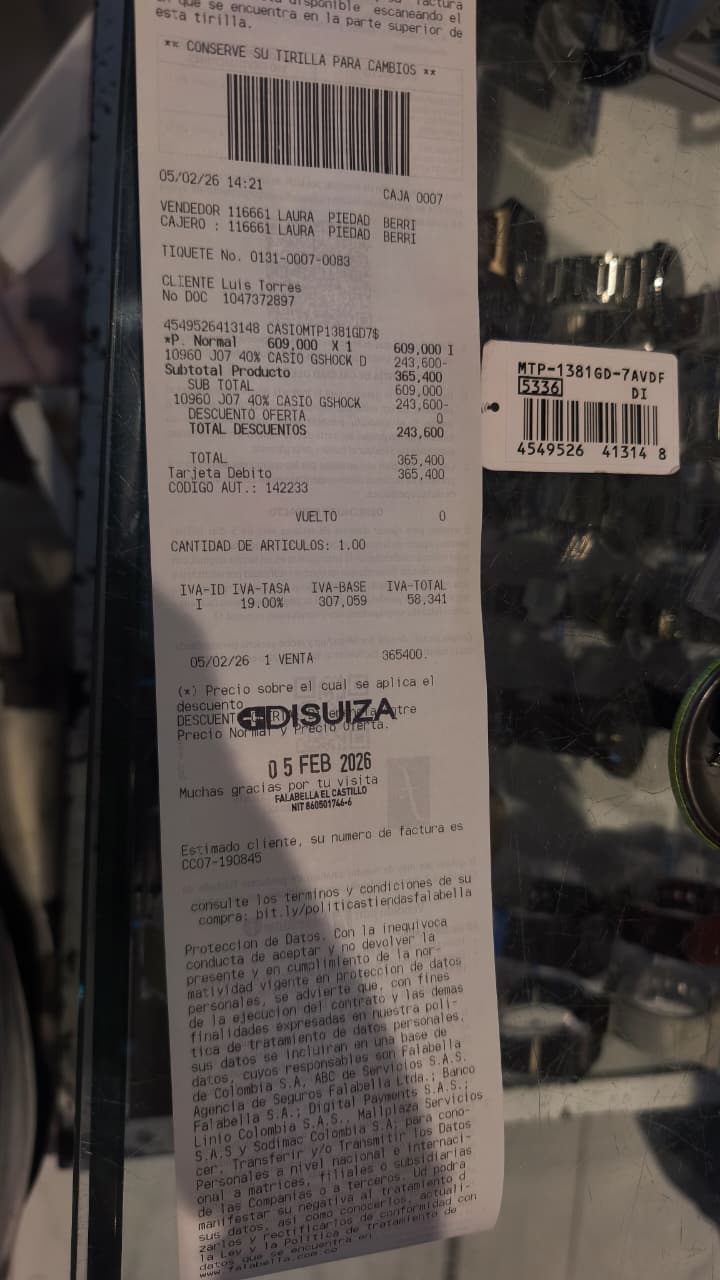 que se encuentra en la parte superior de
esta tirilla.
** CONSERVE SU TIRILLA PARA CAMBIOS **
05/02/26 14:21
CAJA 0007
VENDEDOR 116661 LAURA PIEDAD BERRI
CAJERO : 116661 LAURA PIEDAD BERRI
TIQUETE No. 0131-0007-0083
CLIENTE Luis Torres
No DOC 1047372897
4549526413148 CASIOMTP1381GD7$
*P. Normal 609,000 X 1 609,000 I
10960 J07 40% CASIO GSHOCK D 243,600-
Subtotal Producto 365,400
SUB TOTAL 609,000
10960 J07 40% CASIO GSHOCK 243,600-
DESCUENTO OFERTA 0
TOTAL DESCUENTOS 243,600
TOTAL 365,400
Tarjeta Debito 365,400
CODIGO AUT.: 142233
VUELTO 0
CANTIDAD DE ARTICULOS: 1.00
IVA-ID IVA-TASA IVA-BASE IVA-TOTAL
I 19.00% 307,059 58,341
05/02/26 1 VENTA 365400.
(*) Precio sobre el cual se aplica el
descuento
Precio Normal y Precio Oferta.
DISUIZA
05 FEB 2026
Muchas gracias por tu visita
FALABELLA EL CASTILLO
NIT 860501746-6
Estimado cliente, su numero de factura es
CC07-190845
consulte los terminos y condiciones de su
compra: bit.ly/politicastiendasfalabella
Proteccion de Datos. Con la inequivoca
conducta de aceptar y no devolver la
presente y en cumplimiento de la nor-
matividad vigente en proteccion de datos
personales, se advierte que, con fines
de la ejecucion del contrato y las demas
finalidades expresadas en nuestra poli-
tica de tratamiento de datos personales,
sus datos se incluiran en una base de
datos, cuyos responsables son Falabella
de Colombia S.A, ABC de Servicios S.A.S.
Agencia de Seguros Falabella Ltda.; Banco
Falabella S.A.; Digital Payments S.A.S.;
Linio Colombia S.A.S., Mallplaza Servicios
S.A.S y Sodimac Colombia S.A; para cono-
cer, Transferir y/o Transmitir los Datos
Personales a nivel nacional e internaci-
onal a matrices, filiales o subsidiarias
de las Companias o a terceros. Ud podra
manifestar su negativa al tratamiento d
sus datos, asi como conocerlos, actuali-
zarlos y rectificarlos de conformidad con
la Ley y la Politica de tratamiento de
datos que se encuentra en
www.falabella.com.co
MTP-1381GD-7AVDF
5336 DI
4549526 41314 8